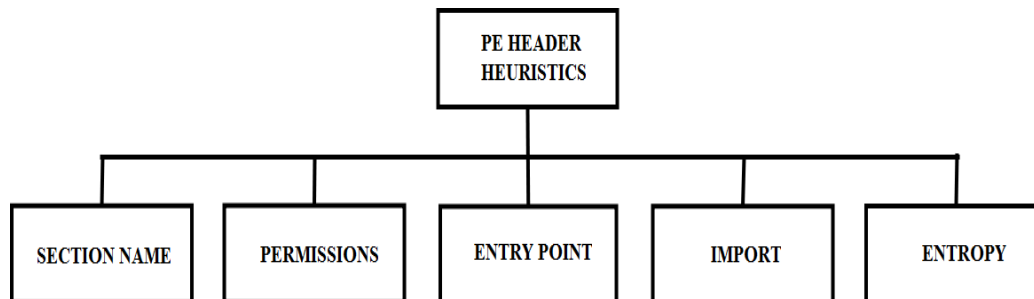 PE HEADER
HEURISTICS
SECTION NAME
PERMISSIONS
ENTRY POINT
IMPORT
ENTROPY